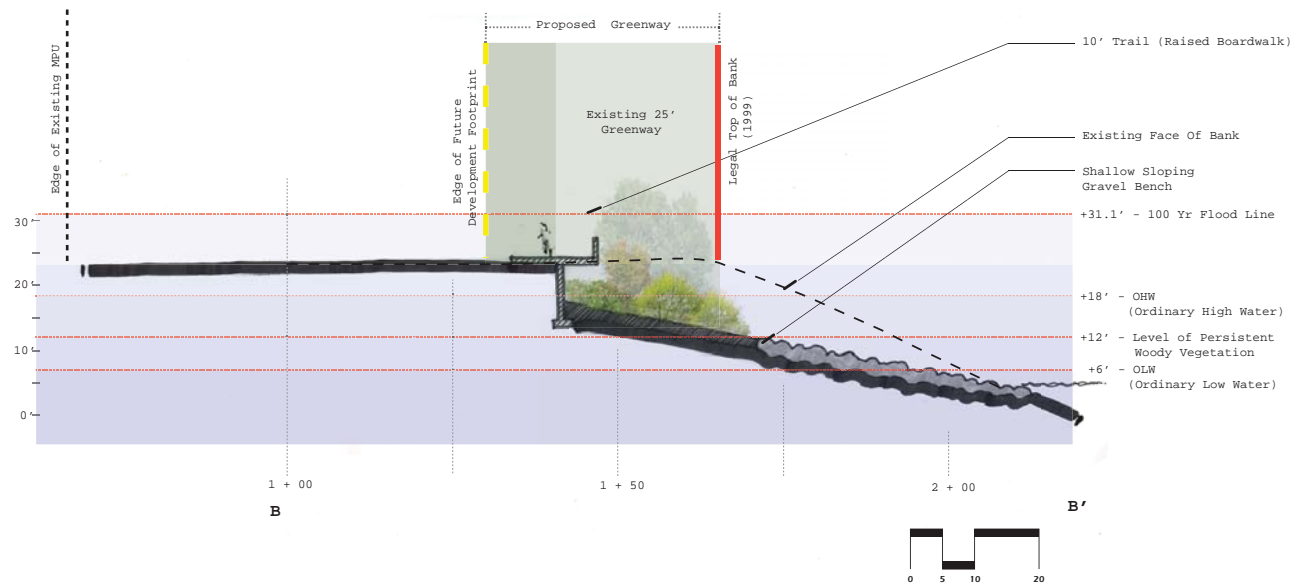 Proposed Greenway
Edge of Existing MPU
Edge of Future
Development Footprint
Existing 25'
Greenway
Legal Top of Bank
(1999)
10' Trail (Raised Boardwalk)
Existing Face Of Bank
Shallow Sloping
Gravel Bench
+31.1' - 100 Yr Flood Line
+18' - OHW
(Ordinary High Water)
+12' - Level of Persistent
Woody Vegetation
+6' - OLW
(Ordinary Low Water)
30'
20'
10'
0'
1 + 00
1 + 50
2 + 00
B
B'
0 5 10 20